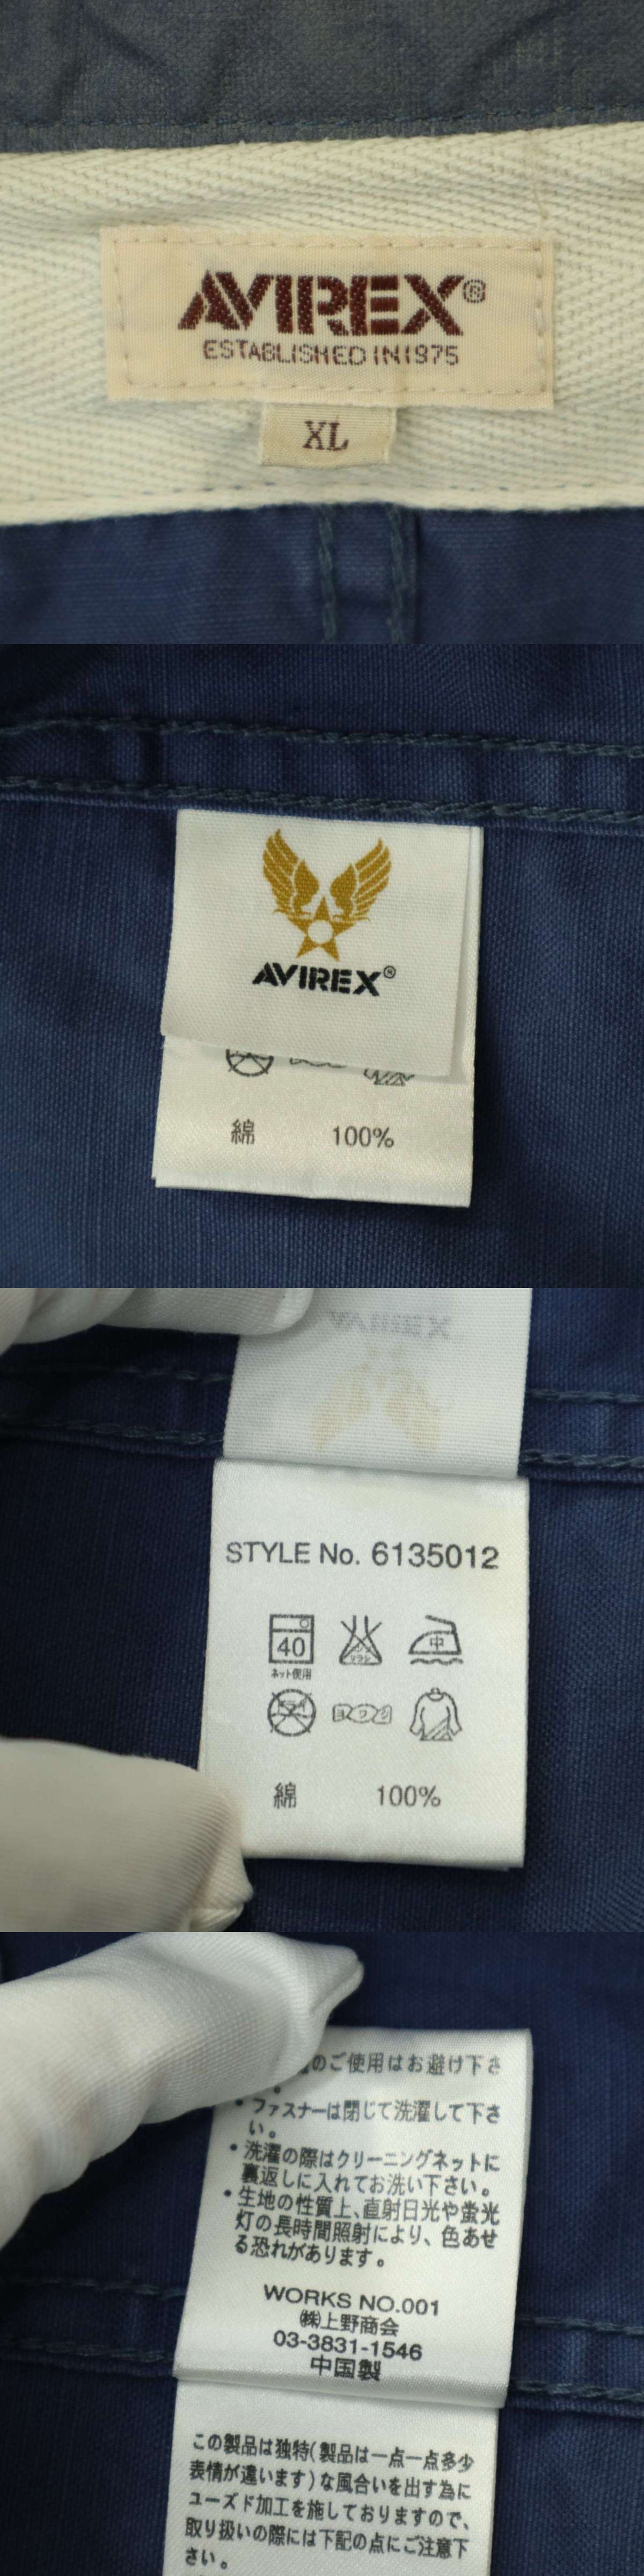 AVIREX®
ESTABLISHED IN 1975
XL
AVIREX®
綿 100%
AVIREX
STYLE No. 6135012
40
中
ネット使用
ドライ
ヨワク
綿 100%
のご使用はお避け下さ
・ファスナーは閉じて洗濯して下さ
い。
・洗濯の際はクリーニングネットに
裏返しに入れてお洗い下さい。
・生地の性質上、直射日光や蛍光
灯の長時間照射により、色あせ
る恐れがあります。
WORKS NO.001
㈱上野商会
03-3831-1546
中国製
この製品は独特(製品は一点一点多少
表情が違います)な風合いを出す為に
ユーズド加工を施しておりますので、
取り扱いの際には下記の点にご注意下
さい。